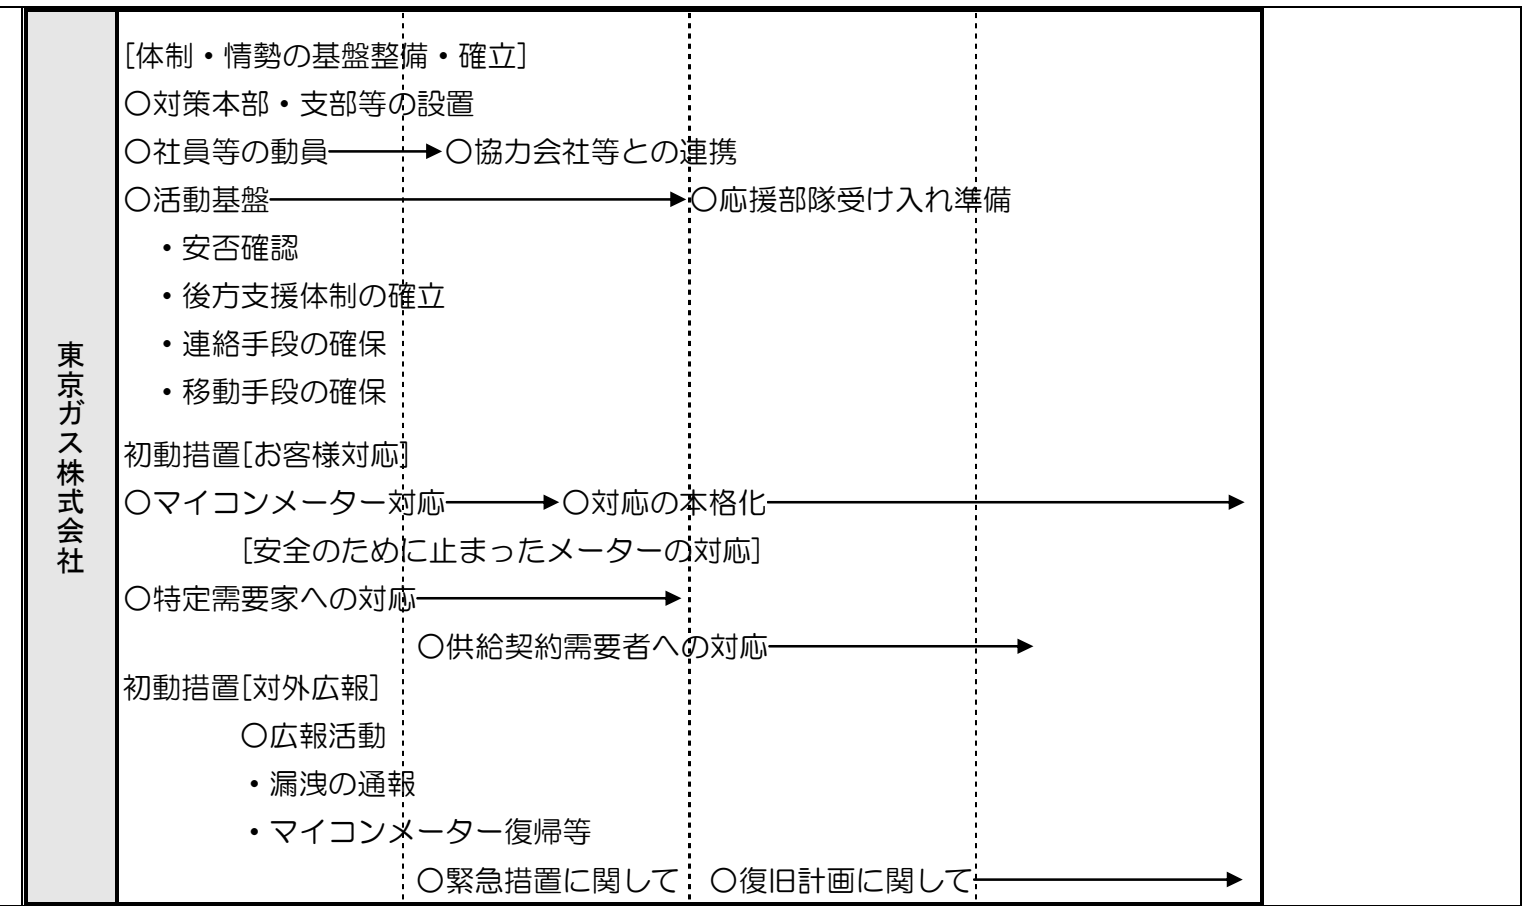 東京ガス株式会社
[体制・情勢の基盤整備・確立]
○対策本部・支部等の設置
○社員等の動員 ○協力会社等との連携
○活動基盤 ○応援部隊受け入れ準備
・安否確認
・後方支援体制の確立
・連絡手段の確保
・移動手段の確保
初動措置[お客様対応]
○マイコンメーター対応 ○対応の本格化
[安全のために止まったメーターの対応]
○特定需要家への対応
○供給契約需要者への対応
初動措置[対外広報]
○広報活動
・漏洩の通報
・マイコンメーター復帰等
○緊急措置に関して ○復旧計画に関して